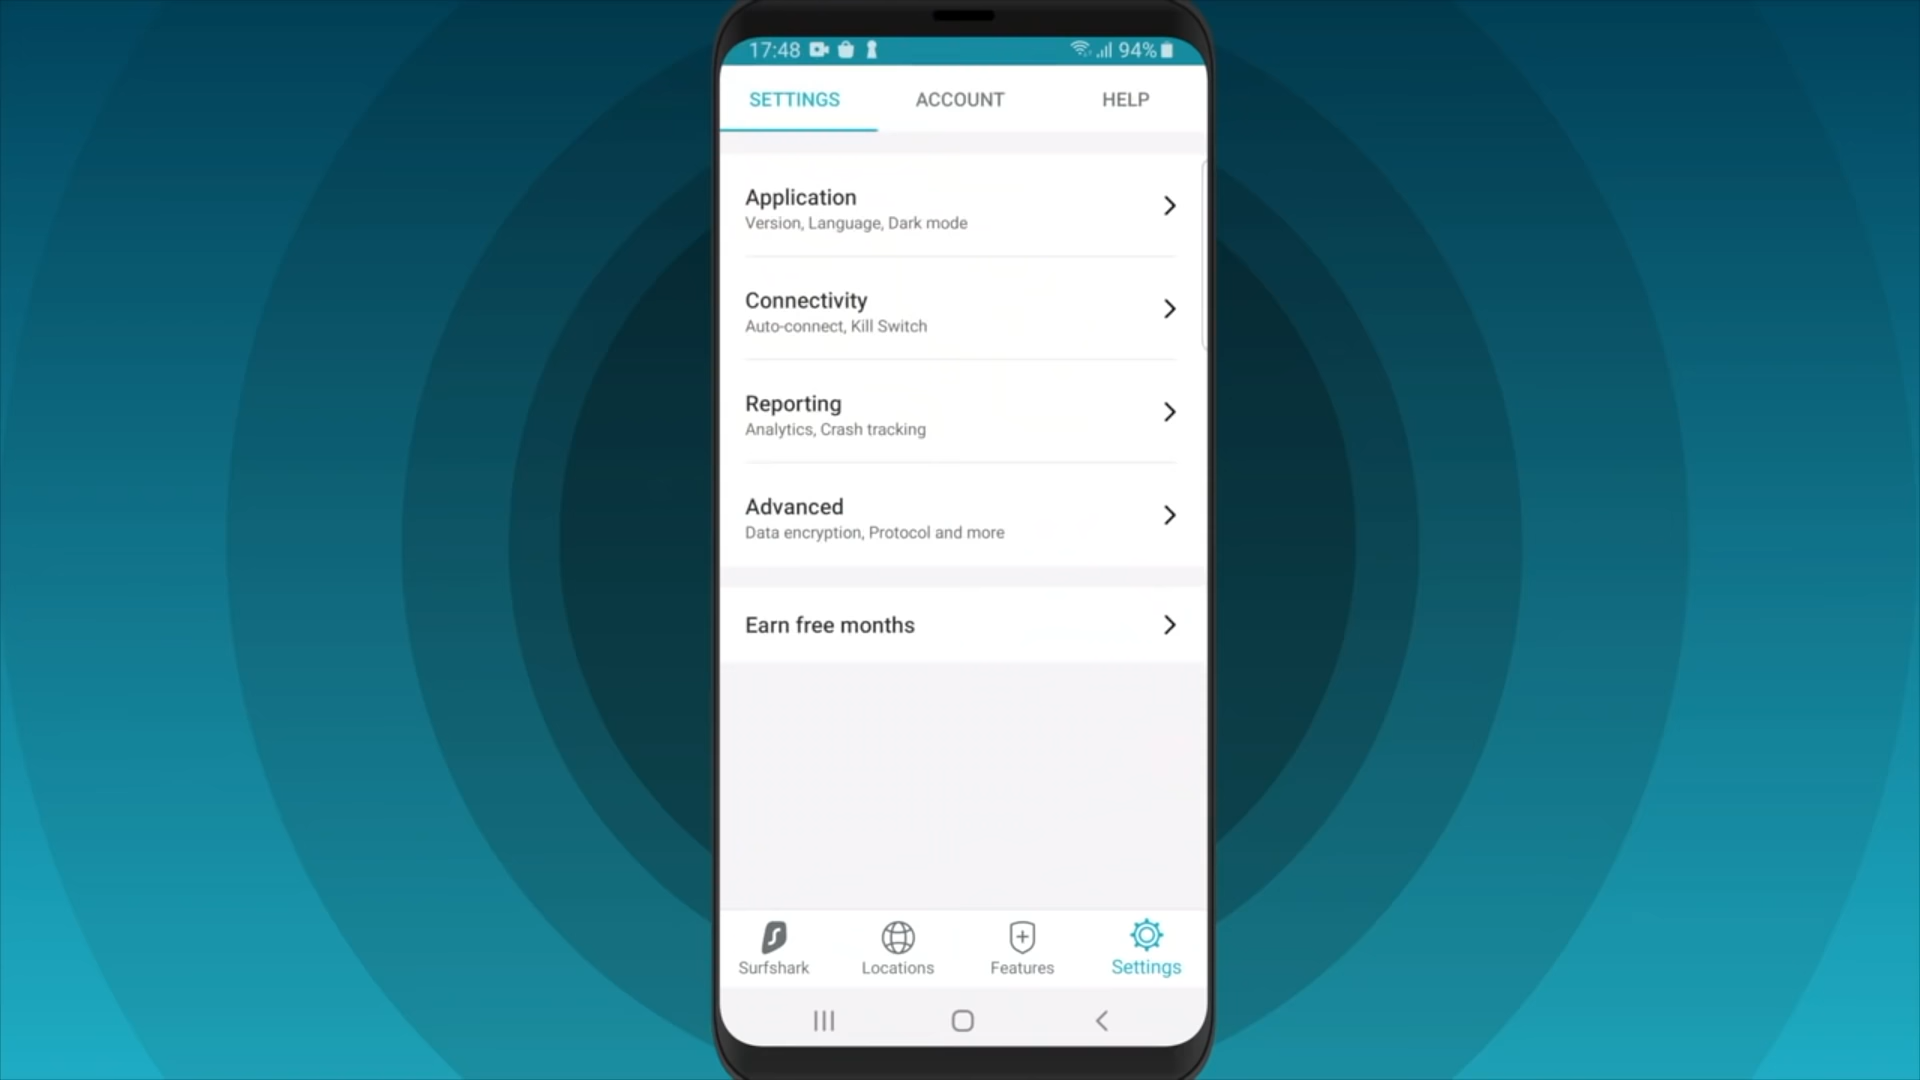 17:48
94%
SETTINGS
ACCOUNT
HELP
Application
Version, Language, Dark mode
Connectivity
Auto-connect, Kill Switch
Reporting
Analytics, Crash tracking
Advanced
Data encryption, Protocol and more
Earn free months
Surfshark
Locations
Features
Settings